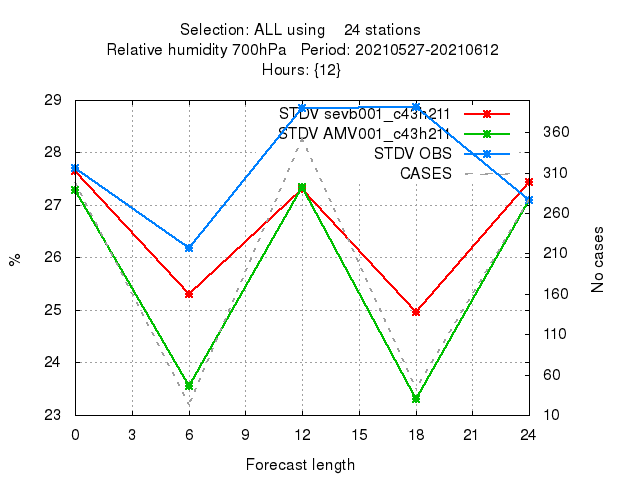 Selection: ALL using    24 stations
Relative humidity 700hPa   Period: 20210527-20210612
Hours: {12}
29
28
27
26
25
24
23
%
STDV sevb001_c43h211
STDV AMV001_c43h211
STDV OBS
CASES
360
310
260
210
160
110
60
10
No cases
0 3 6 9 12 15 18 21 24
Forecast length